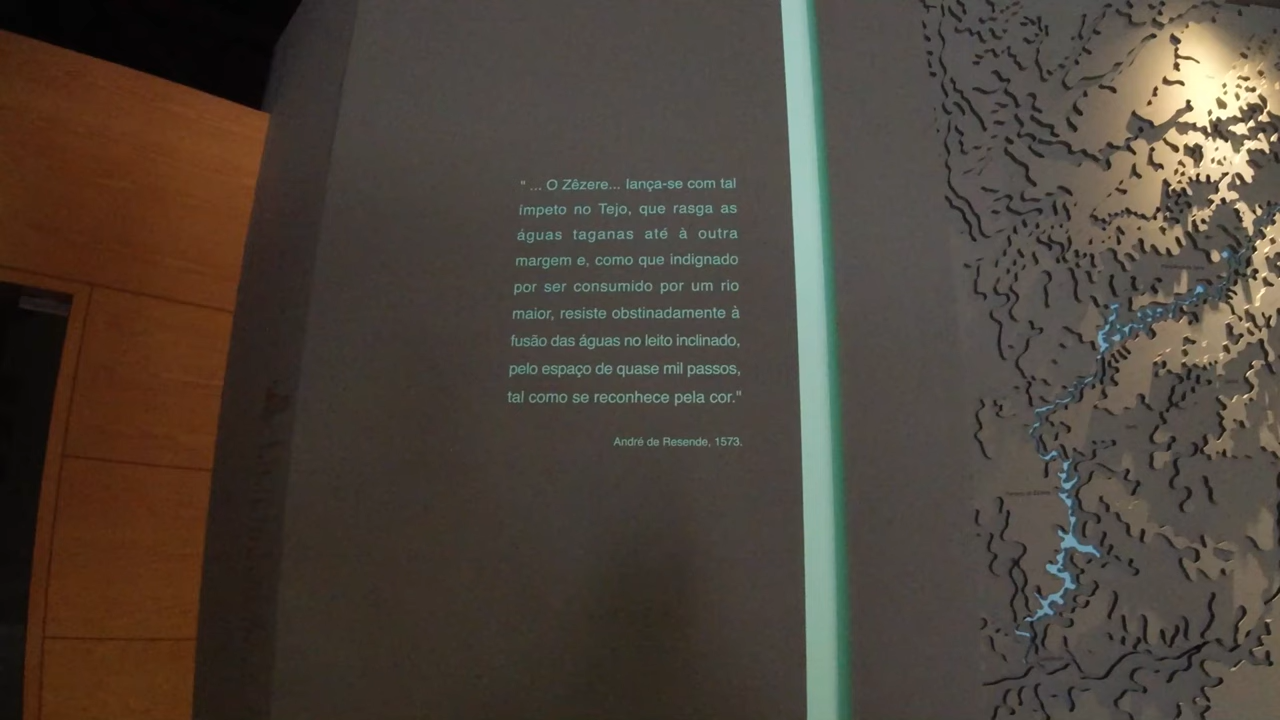 " ... O Zêzere... lança-se com tal
ímpeto no Tejo, que rasga as
águas taganas até à outra
margem e, como que indignado
por ser consumido por um rio
maior, resiste obstinadamente à
fusão das águas no leito inclinado,
pelo espaço de quase mil passos,
tal como se reconhece pela cor."
André de Resende, 1573.